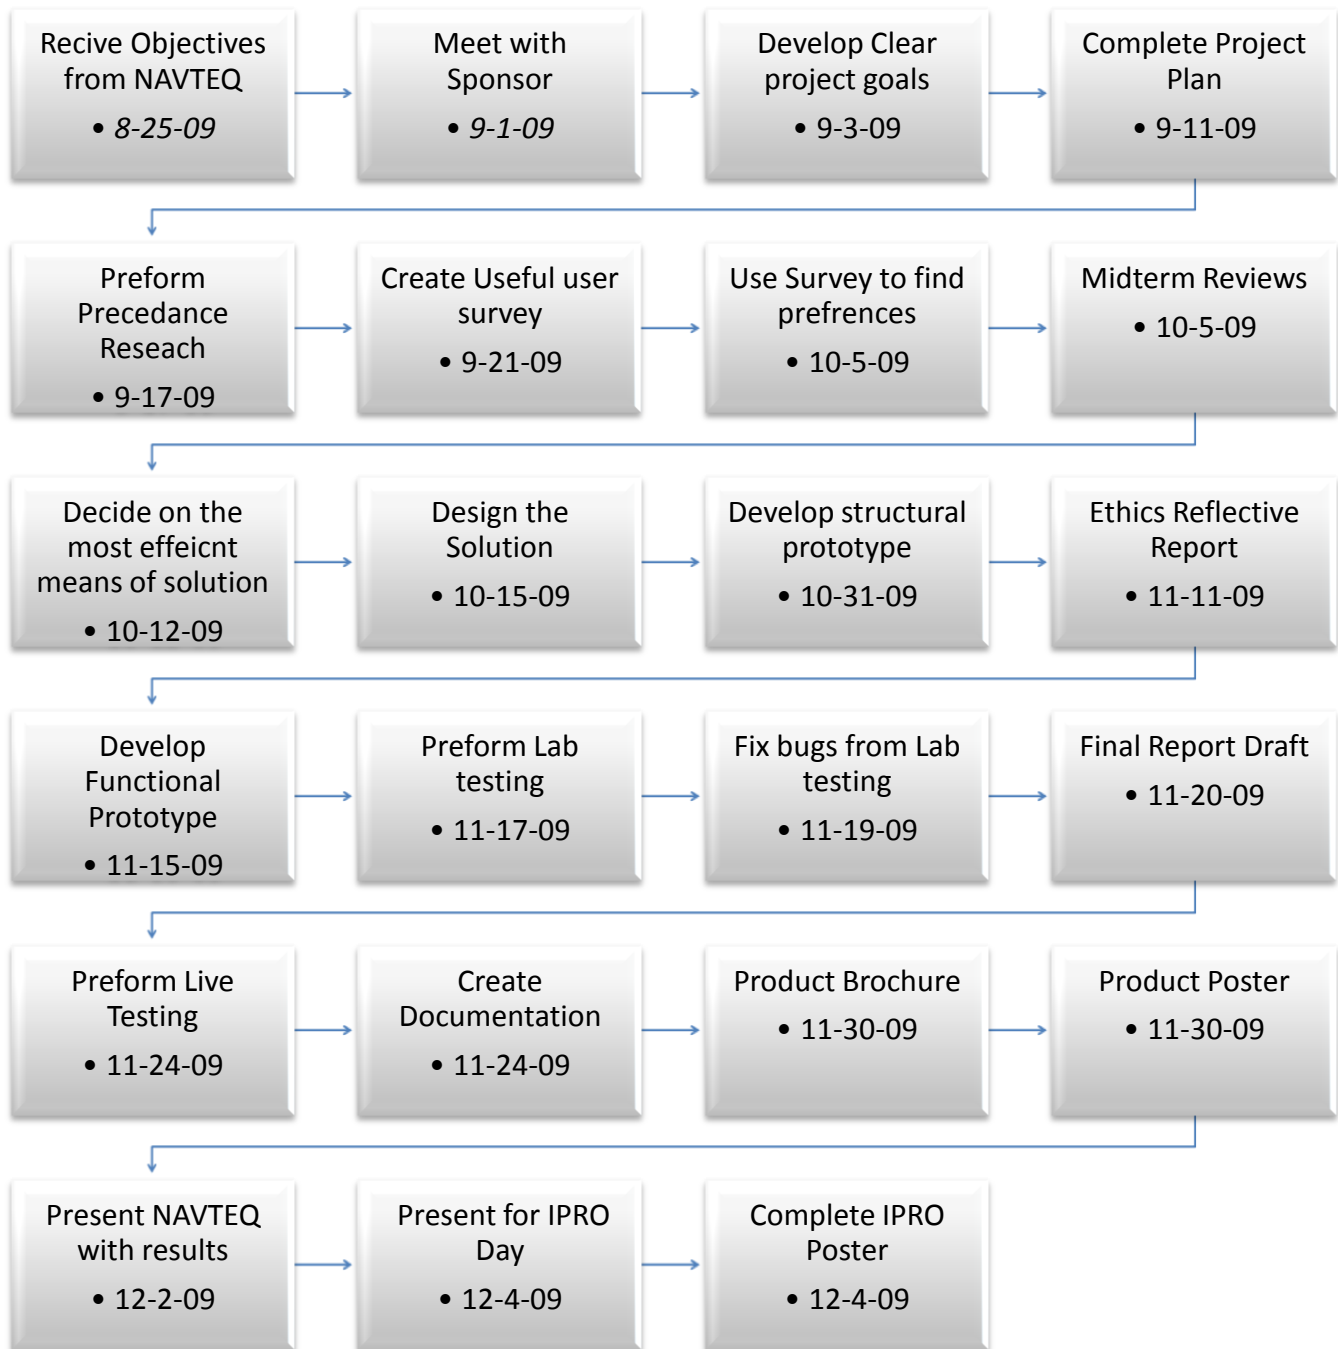 Recive Objectives
from NAVTEQ
• 8-25-09
Meet with
Sponsor
• 9-1-09
Develop Clear
project goals
• 9-3-09
Complete Project
Plan
• 9-11-09
Preform
Precedance
Reseach
• 9-17-09
Create Useful user
survey
• 9-21-09
Use Survey to find
prefrences
• 10-5-09
Midterm Reviews
• 10-5-09
Decide on the
most effeicnt
means of solution
• 10-12-09
Design the
Solution
• 10-15-09
Develop structural
prototype
• 10-31-09
Ethics Reflective
Report
• 11-11-09
Develop
Functional
Prototype
• 11-15-09
Preform Lab
testing
• 11-17-09
Fix bugs from Lab
testing
• 11-19-09
Final Report Draft
• 11-20-09
Preform Live
Testing
• 11-24-09
Create
Documentation
• 11-24-09
Product Brochure
• 11-30-09
Product Poster
• 11-30-09
Present NAVTEQ
with results
• 12-2-09
Present for IPRO
Day
• 12-4-09
Complete IPRO
Poster
• 12-4-09